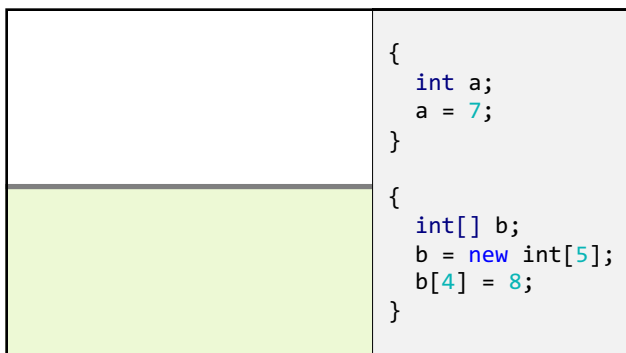 {
  int a;
  a = 7;
}
{
  int[] b;
  b = new int[5];
  b[4] = 8;
}